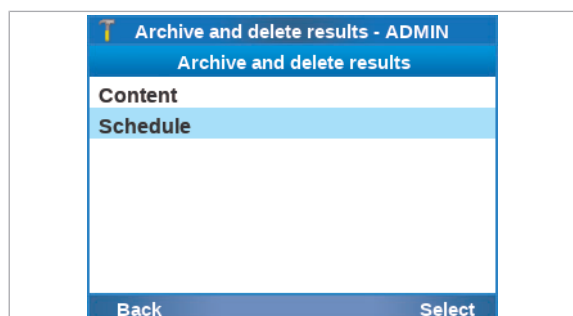 Archive and delete results - ADMIN
Archive and delete results
Content
Schedule
Back Select